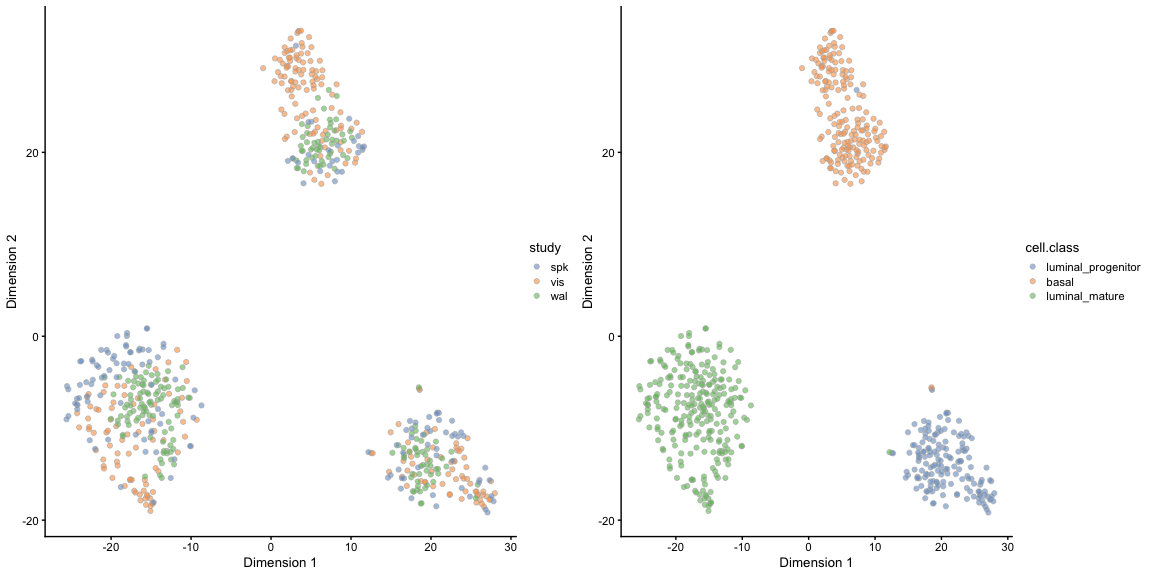 20
0
-20
-20
-10
0
10
20
30
Dimension 1
Dimension 2
study
spk
vis
wal
20
0
-20
-20
-10
0
10
20
30
Dimension 1
Dimension 2
cell.class
luminal_progenitor
basal
luminal_mature